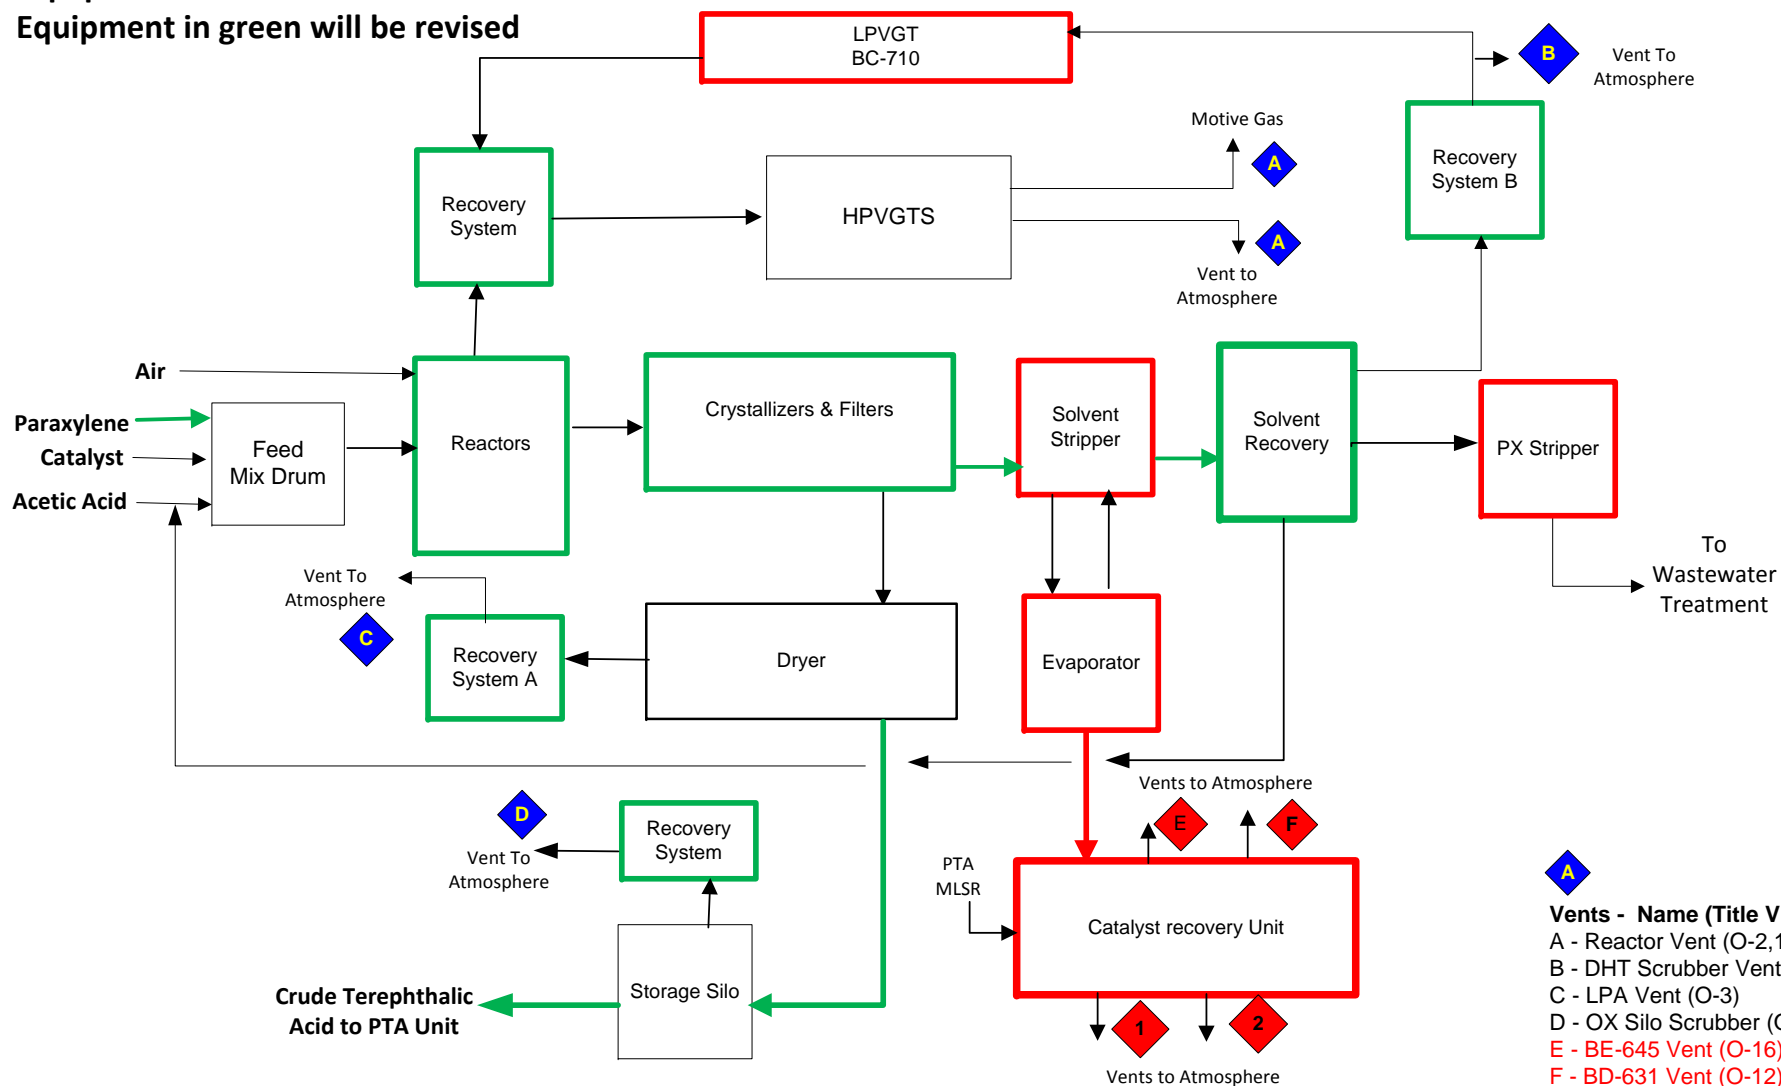 Equipment in green will be revised
LPVGT
BC-710
B
Vent To
Atmosphere
Motive Gas
A
Recovery
System B
Recovery
System
HPVGTS
A
Vent to
Atmosphere
Air
Paraxylene
Catalyst
Acetic Acid
Feed
Mix Drum
Reactors
Crystallizers & Filters
Solvent
Stripper
Solvent
Recovery
PX Stripper
To
Wastewater
Treatment
Vent To
Atmosphere
C
Recovery
System A
Dryer
Evaporator
D
Vent To
Atmosphere
Recovery
System
Vents to Atmosphere
E
F
PTA
MLSR
Catalyst recovery Unit
Storage Silo
Crude Terephthalic
Acid to PTA Unit
1
2
Vents to Atmosphere
A
Vents - Name (Title V
A - Reactor Vent (O-2,1
B - DHT Scrubber Vent
C - LPA Vent (O-3)
D - OX Silo Scrubber (
E - BE-645 Vent (O-16)
F - BD-631 Vent (O-12)